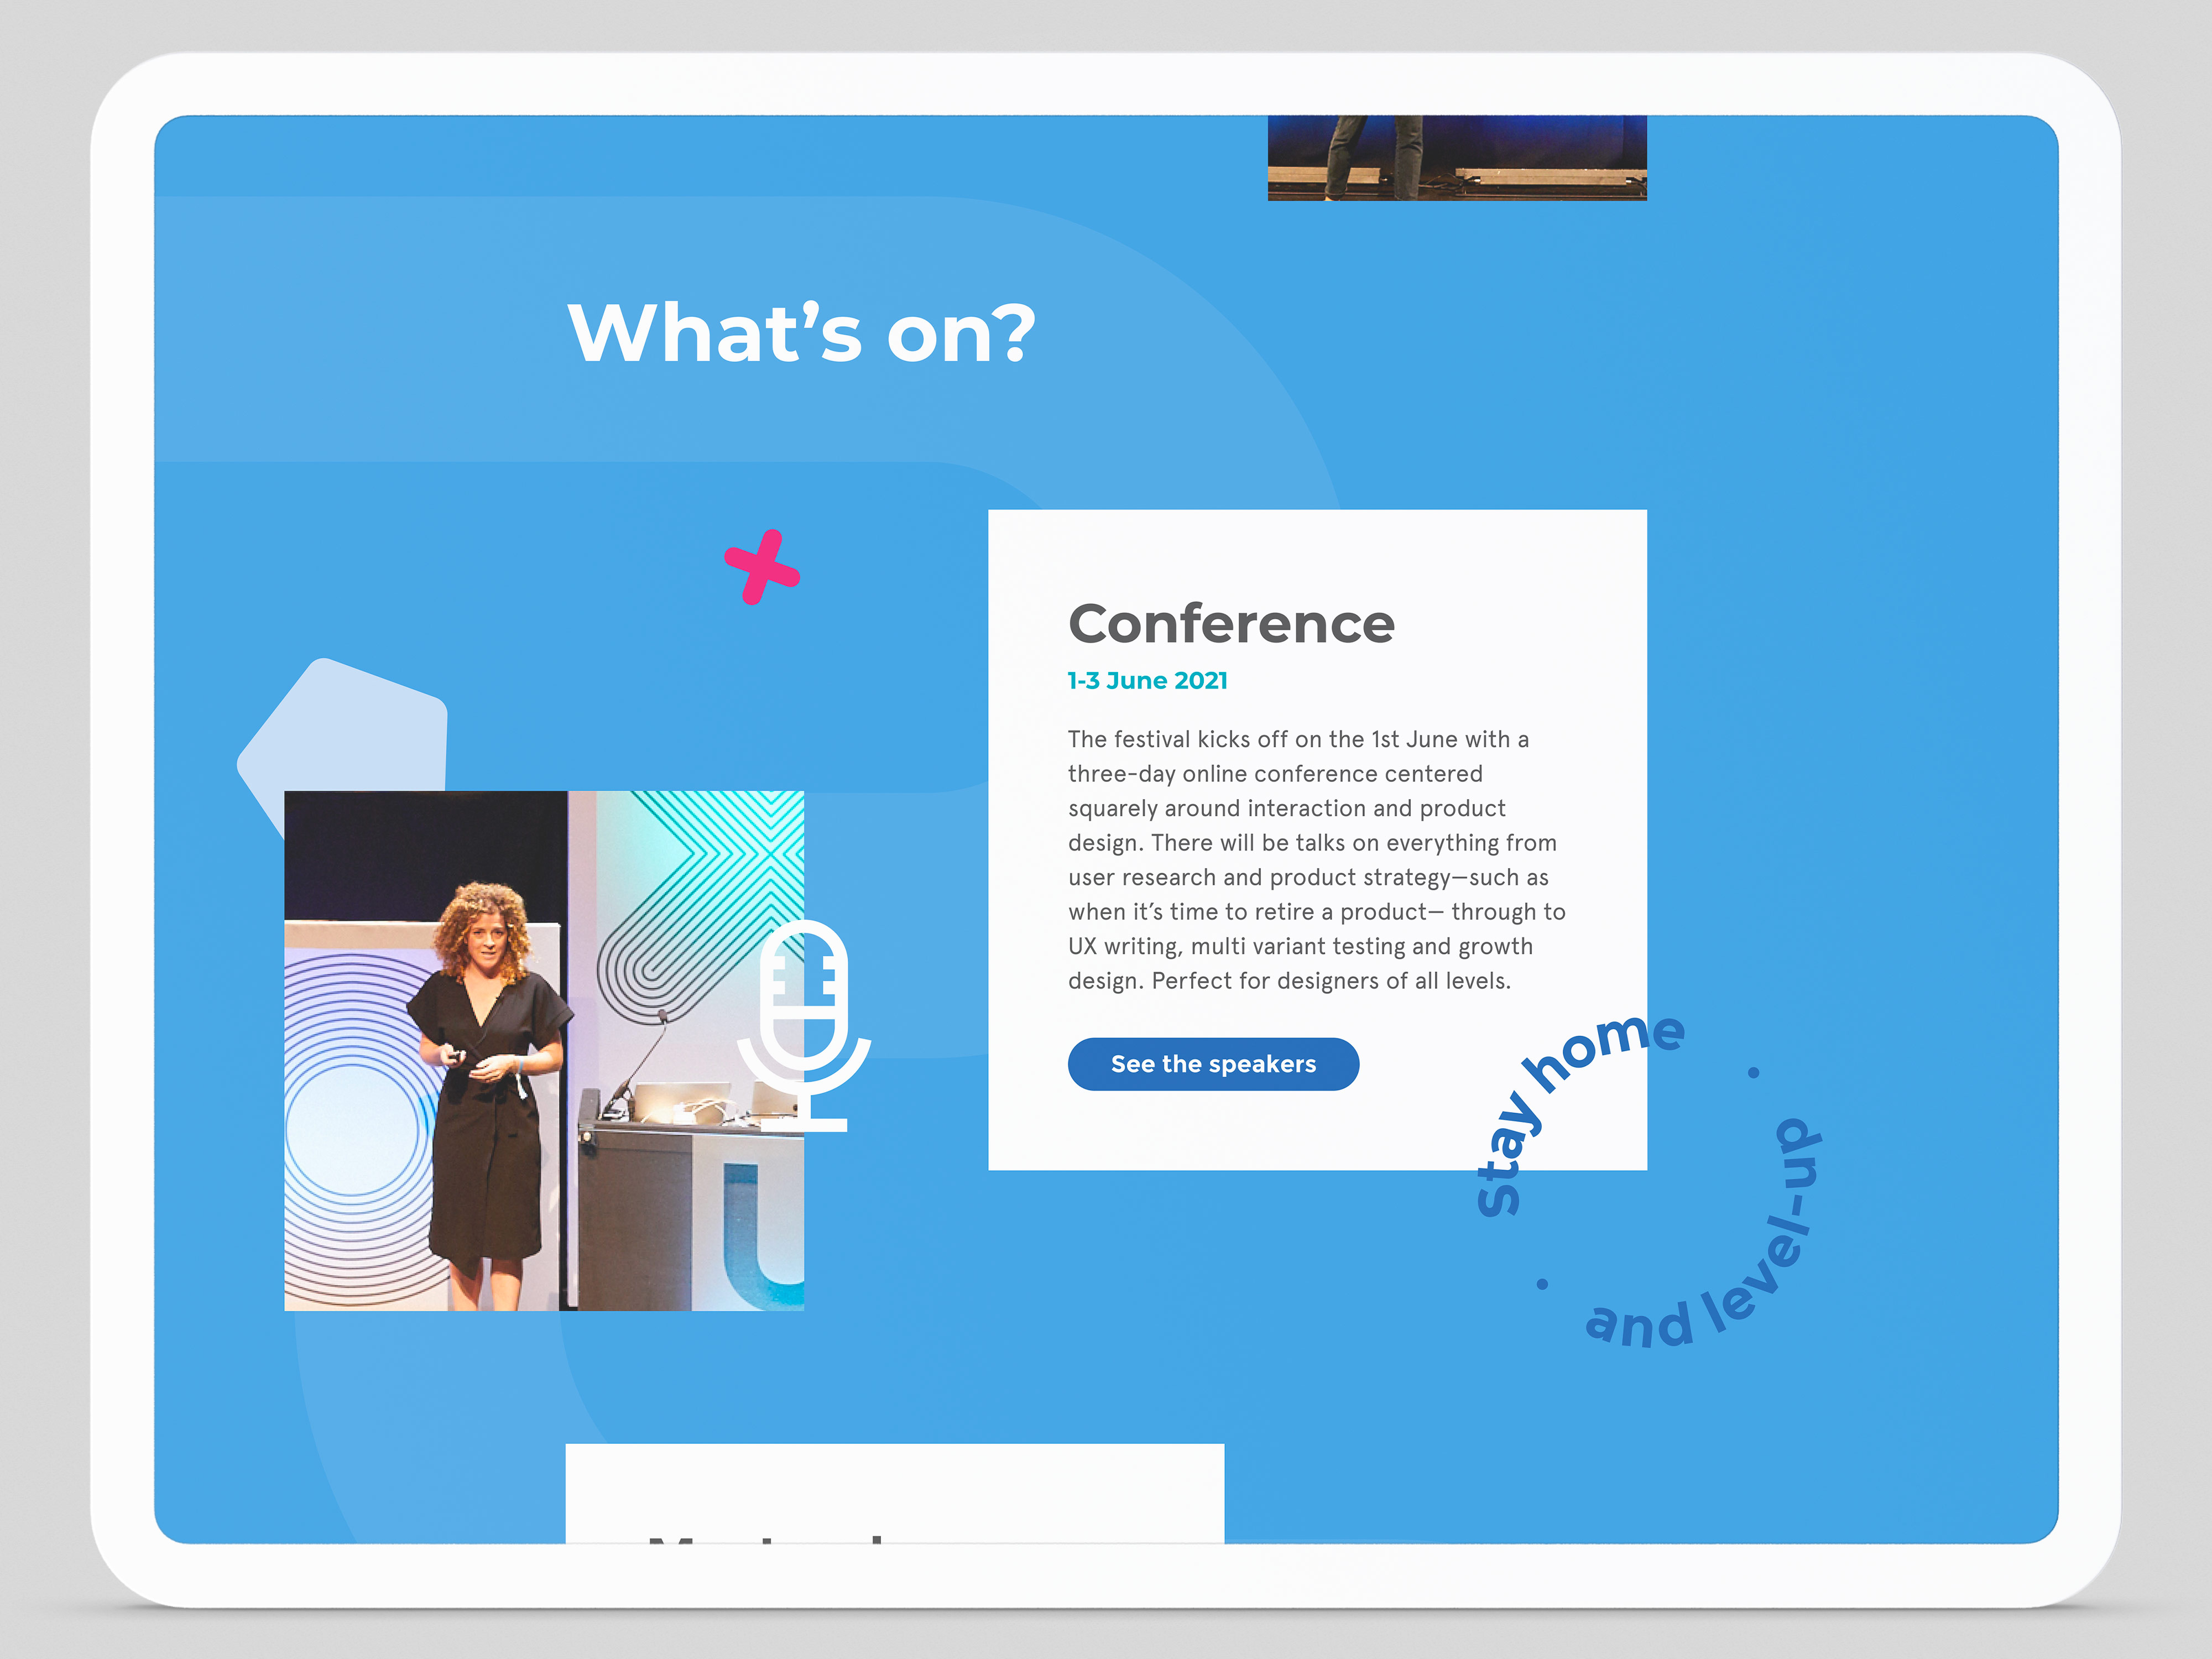 What’s on?
Conference
1-3 June 2021
The festival kicks off on the 1st June with a
three-day online conference centered
squarely around interaction and product
design. There will be talks on everything from
user research and product strategy—such as
when it’s time to retire a product— through to
UX writing, multi variant testing and growth
design. Perfect for designers of all levels.
See the speakers
Stay home
•
and level-up
•